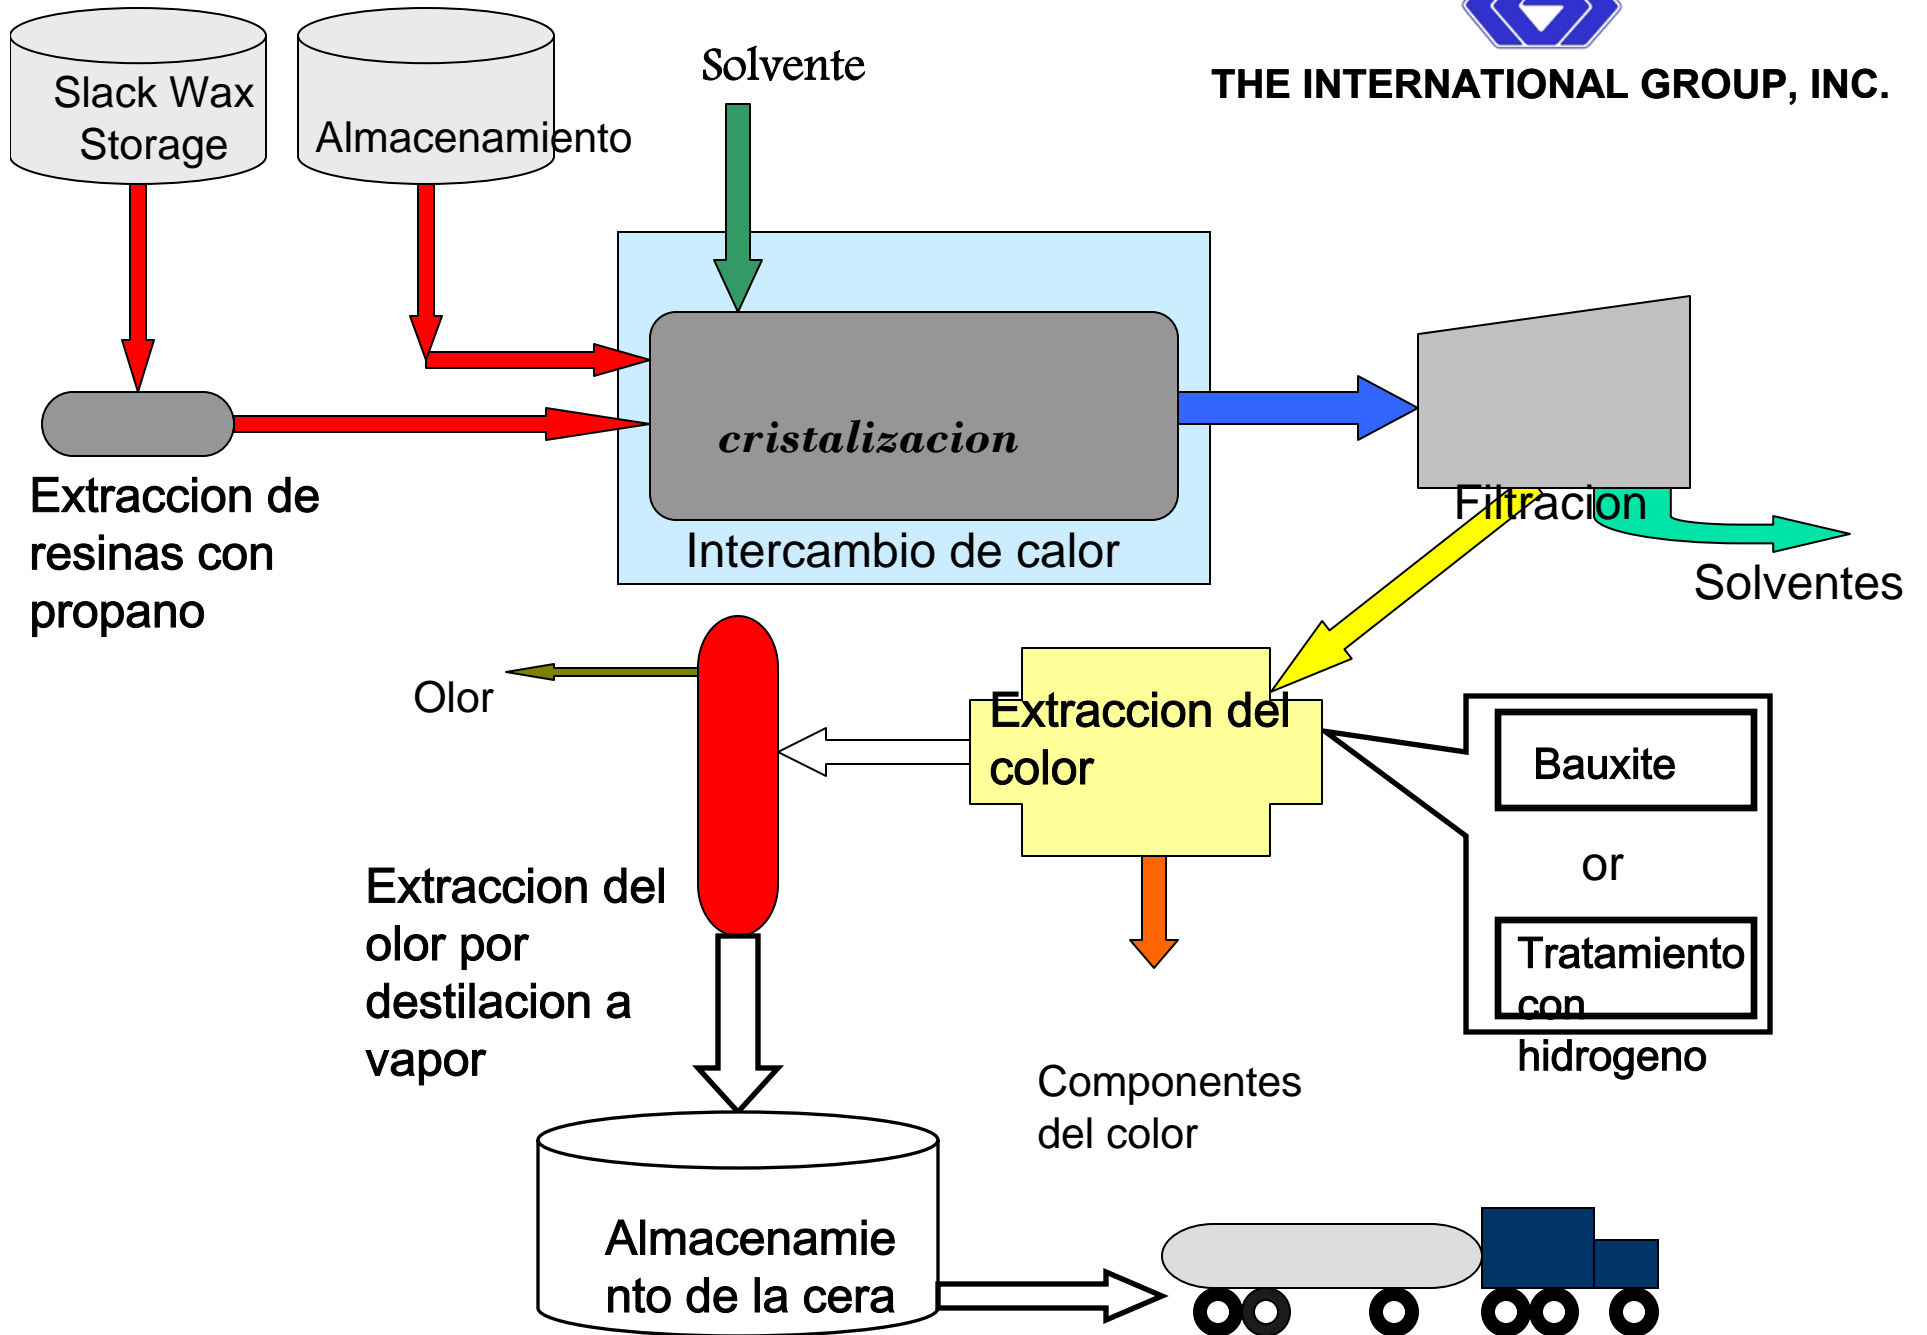 THE INTERNATIONAL GROUP, INC.
Slack Wax
Storage
Almacenamiento
Solvente
cristalizacion
Intercambio de calor
Filtracion
Solventes
Extraccion de
resinas con
propano
Olor
Extraccion del
color
Bauxite
or
Tratamiento
con
hidrogeno
Extraccion del
olor por
destilacion a
vapor
Componentes
del color
Almacenamie
nto de la cera